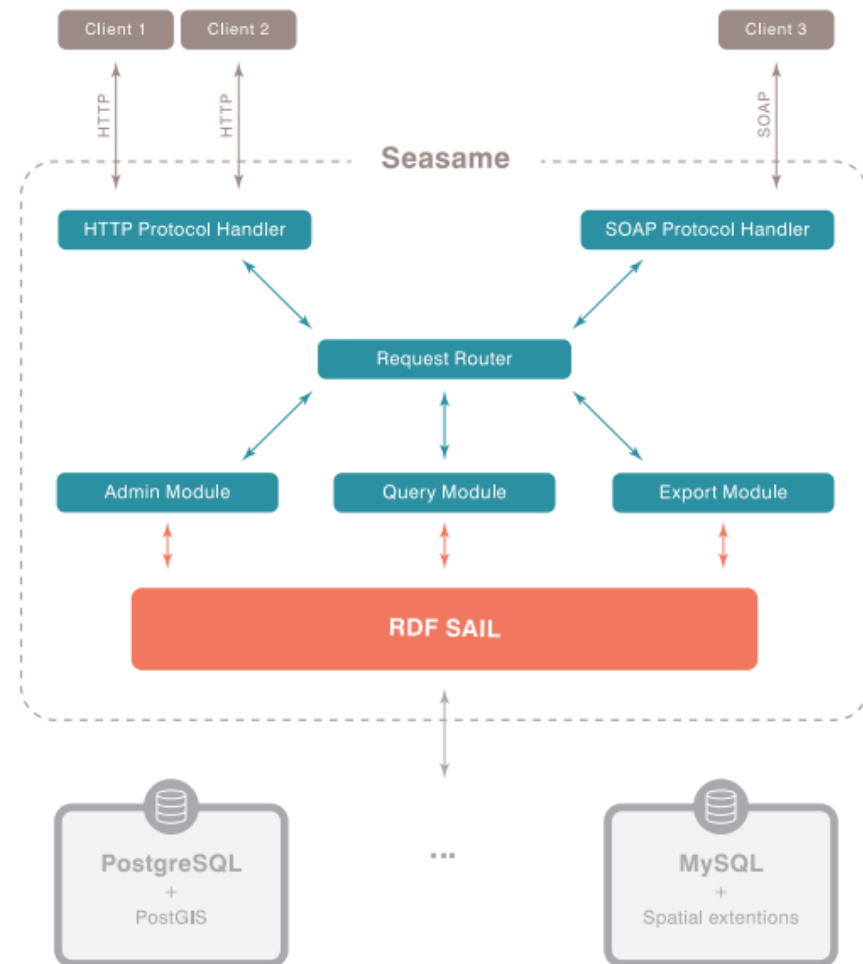 Client 1
Client 2
Client 3
HTTP
HTTP
SOAP
Seasame
HTTP Protocol Handler
SOAP Protocol Handler
Request Router
Admin Module
Query Module
Export Module
RDF SAIL
...
PostgreSQL
+
PostGIS
MySQL
+
Spatial extentions